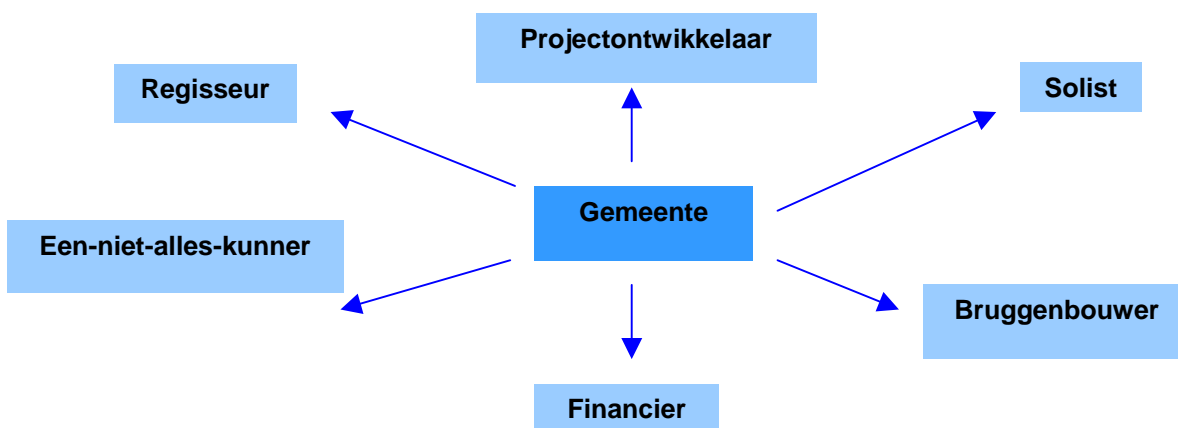 Projectontwikkelaar
Regisseur
Solist
Gemeente
Een-niet-alles-kunner
Bruggenbouwer
Financier